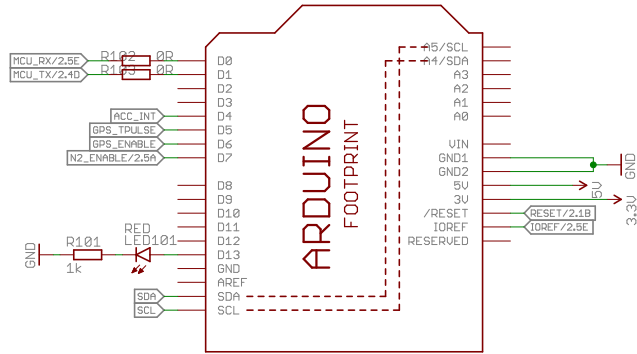 A5/SCL
R102 0R
MCU_RX/2.5E D0 A4/SDA
MCU_TX/2.4D R103 0R D1 A3
D2 A2
D3 A1
ACC_INT D4 A0
GPS_TPULSE D5
GPS_ENABLE D6 VIN
N2_ENABLE/2.5A D7 GND1
GND2 GND
D8 5V 5V
D9 3V 3.3V
D10 /RESET RESET/2.1B
D11 IOREF IOREF/2.5E
RED
LED101 D12 RESERVED
R101
GND 1k D13
GND
AREF
SDA SDA
SCL SCL
ARDUINO
FOOTPRINT